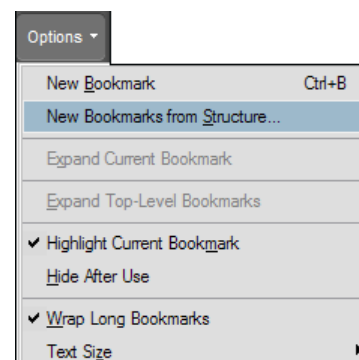 Options
New Bookmark Ctrl+B
New Bookmarks from Structure...
Expand Current Bookmark
Expand Top-Level Bookmarks
Highlight Current Bookmark
Hide After Use
Wrap Long Bookmarks
Text Size